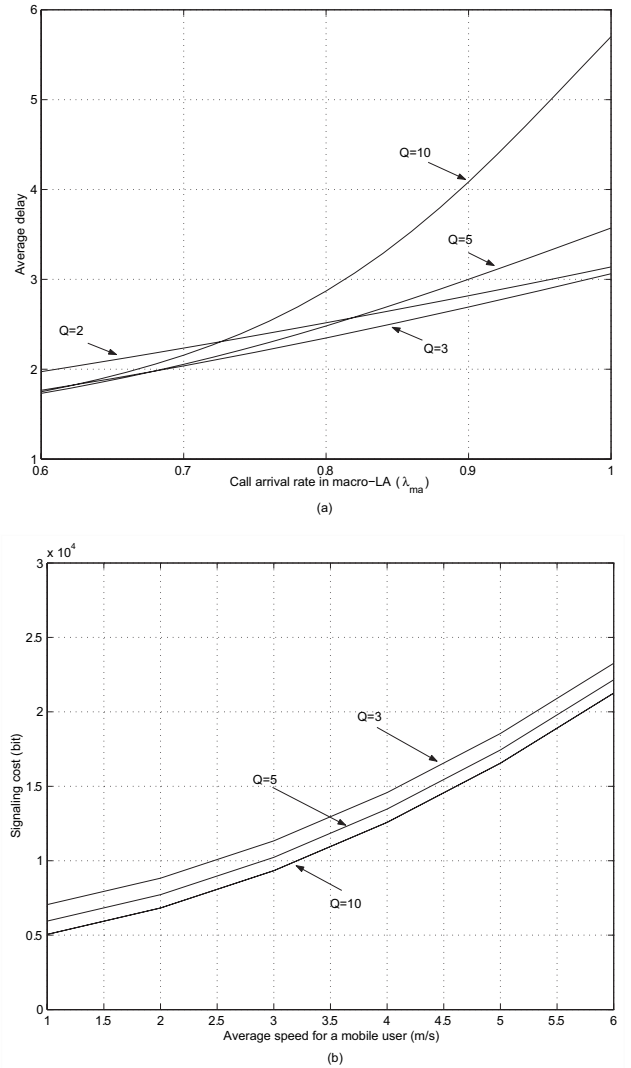 6
5
4
3
2
1
Average delay
Q=10
Q=5
Q=2
Q=3
0.6 0.7 0.8 0.9 1
Call arrival rate in macro−LA (λma)
(a)
x 10^4
3
2.5
2
1.5
1
0.5
0
Signaling cost (bit)
Q=3
Q=5
Q=10
1 1.5 2 2.5 3 3.5 4 4.5 5 5.5 6
Average speed for a mobile user (m/s)
(b)